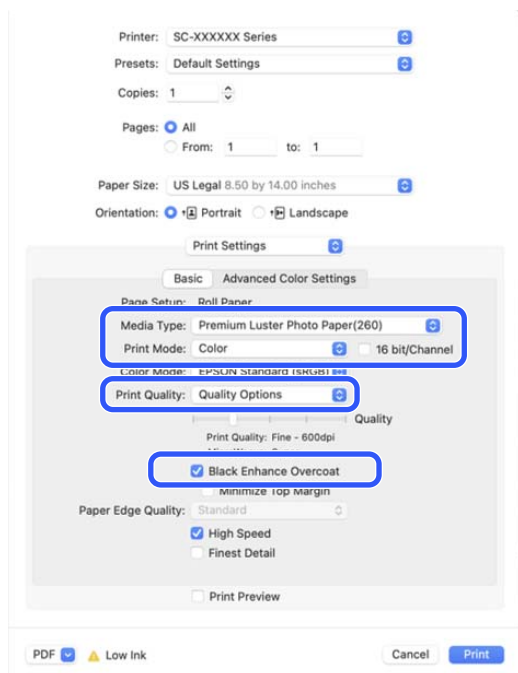 Printer: SC-XXXXXX Series
Presets: Default Settings
Copies: 1
Pages: All
From: 1 to: 1
Paper Size: US Legal 8.50 by 14.00 inches
Orientation: Portrait Landscape
Print Settings
Basic Advanced Color Settings
Page Setup: Roll Paper
Media Type: Premium Luster Photo Paper(260)
Print Mode: Color 16 bit/Channel
Color Mode: EPSON Standard (sRGB)
Print Quality: Quality Options
Quality
Print Quality: Fine - 600dpi
Black Enhance Overcoat
Minimize Top Margin
Paper Edge Quality: Standard
High Speed
Finest Detail
Print Preview
PDF Low Ink Cancel Print